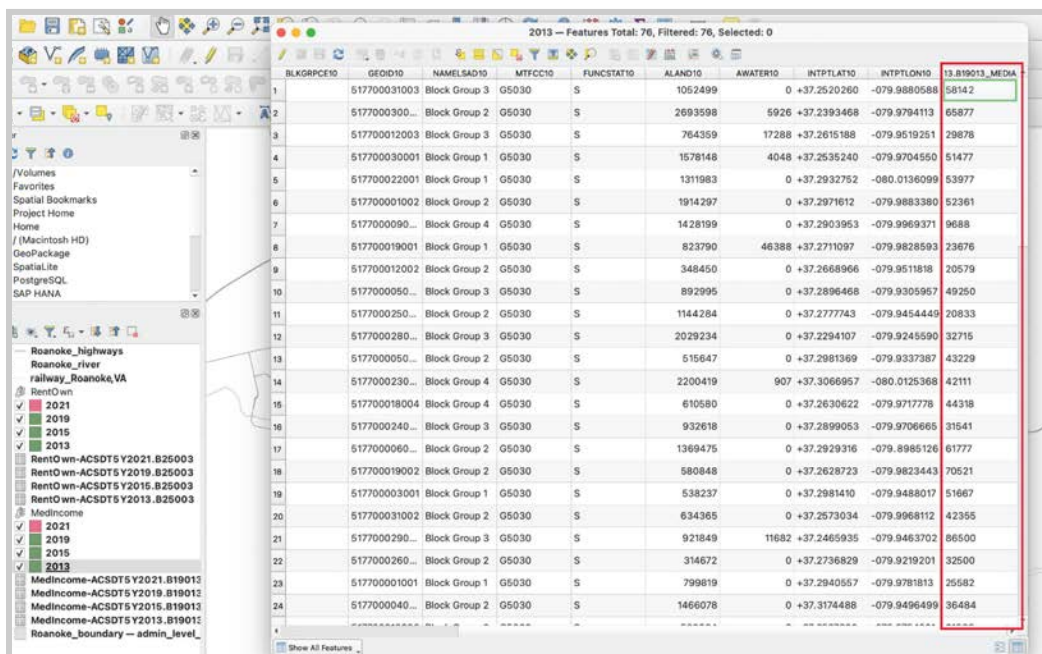 2013 — Features Total: 76, Filtered: 76, Selected: 0
BLKGRPCE10 GEOID10 NAMELSAD10 MTFCC10 FUNCSTAT10 ALAND10 AWATER10 INTPTLAT10 INTPTLON10 13.B19013_MEDIA
1 517700031003 Block Group 3 G5030 S 1052499 0 +37.2520260 -079.9880588 58142
2 5177000300... Block Group 2 G5030 S 2693598 5926 +37.2393468 -079.9794113 65877
3 517700012003 Block Group 3 G5030 S 764359 17288 +37.2615188 -079.9519251 29878
4 517700030001 Block Group 1 G5030 S 1578148 4048 +37.2535240 -079.9704550 51477
5 517700022001 Block Group 1 G5030 S 1311983 0 +37.2932752 -080.0136099 53977
6 517700001002 Block Group 2 G5030 S 1914297 0 +37.2971612 -079.9883380 52361
7 5177000090... Block Group 4 G5030 S 1428199 0 +37.2903953 -079.9969371 9688
8 517700019001 Block Group 1 G5030 S 823790 46388 +37.2711097 -079.9828593 23676
9 517700012002 Block Group 2 G5030 S 348450 0 +37.2668966 -079.9511818 20579
10 5177000050... Block Group 3 G5030 S 892995 0 +37.2896468 -079.9305957 49250
11 5177000250... Block Group 2 G5030 S 1144284 0 +37.2777743 -079.9454449 20833
12 5177000280... Block Group 3 G5030 S 2029234 0 +37.2294107 -079.9245590 32715
13 5177000050... Block Group 2 G5030 S 515647 0 +37.2981369 -079.9337387 43229
14 5177000230... Block Group 4 G5030 S 2200419 907 +37.3066957 -080.0125368 42111
15 517700018004 Block Group 4 G5030 S 610580 0 +37.2630622 -079.9717778 44318
16 5177000240... Block Group 3 G5030 S 932618 0 +37.2899053 -079.9706665 31541
17 5177000060... Block Group 2 G5030 S 1369475 0 +37.2929316 -079.8985126 61777
18 517700019002 Block Group 2 G5030 S 580848 0 +37.2628723 -079.9823443 70521
19 517700003001 Block Group 1 G5030 S 538237 0 +37.2981410 -079.9488017 51667
20 517700031002 Block Group 2 G5030 S 634365 0 +37.2573034 -079.9968112 42355
21 5177000290... Block Group 3 G5030 S 921849 11682 +37.2465935 -079.9463702 86500
22 5177000260... Block Group 2 G5030 S 314672 0 +37.2736829 -079.9219201 32500
23 517700001001 Block Group 1 G5030 S 799819 0 +37.2940557 -079.9781813 25582
24 5177000040... Block Group 2 G5030 S 1466078 0 +37.3174488 -079.9496499 36484
Show All Features
/Volumes
Favorites
Spatial Bookmarks
Project Home
Home
/ (Macintosh HD)
GeoPackage
SpatiaLite
PostgreSQL
SAP HANA
Roanoke_highways
Roanoke_river
railway_Roanoke,VA
RentOwn
2021
2019
2015
2013
RentOwn-ACSDT5Y2021.B25003
RentOwn-ACSDT5Y2019.B25003
RentOwn-ACSDT5Y2015.B25003
RentOwn-ACSDT5Y2013.B25003
MedIncome
2021
2019
2015
2013
MedIncome-ACSDT5Y2021.B19013
MedIncome-ACSDT5Y2019.B19013
MedIncome-ACSDT5Y2015.B19013
MedIncome-ACSDT5Y2013.B19013
Roanoke_boundary — admin_level_